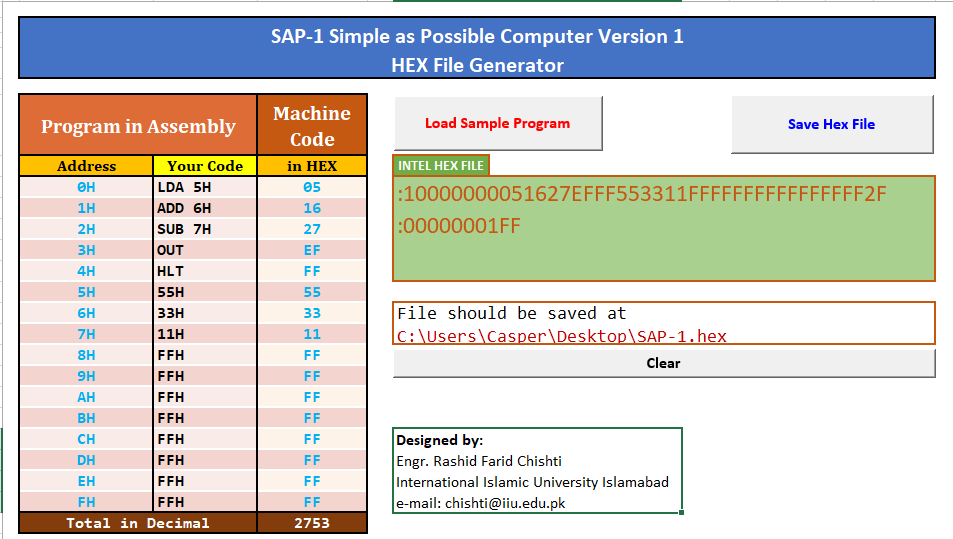 SAP-1 Simple as Possible Computer Version 1
HEX File Generator
Program in Assembly
Machine Code
Address Your Code in HEX
0H LDA 5H 05
1H ADD 6H 16
2H SUB 7H 27
3H OUT EF
4H HLT FF
5H 55H 55
6H 33H 33
7H 11H 11
8H FFH FF
9H FFH FF
AH FFH FF
BH FFH FF
CH FFH FF
DH FFH FF
EH FFH FF
FH FFH FF
Total in Decimal 2753
Load Sample Program
Save Hex File
INTEL HEX FILE
:10000000051627EFFF553311FFFFFFFFFFFFFFFF2F
:00000001FF
File should be saved at
C:\Users\Casper\Desktop\SAP-1.hex
Clear
Designed by:
Engr. Rashid Farid Chishti
International Islamic University Islamabad
e-mail: chishti@iiu.edu.pk